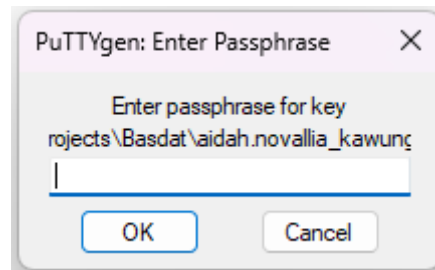 PuTTYgen: Enter Passphrase
Enter passphrase for key
rojects\Basdat\aidah.novallia_kawung
OK
Cancel